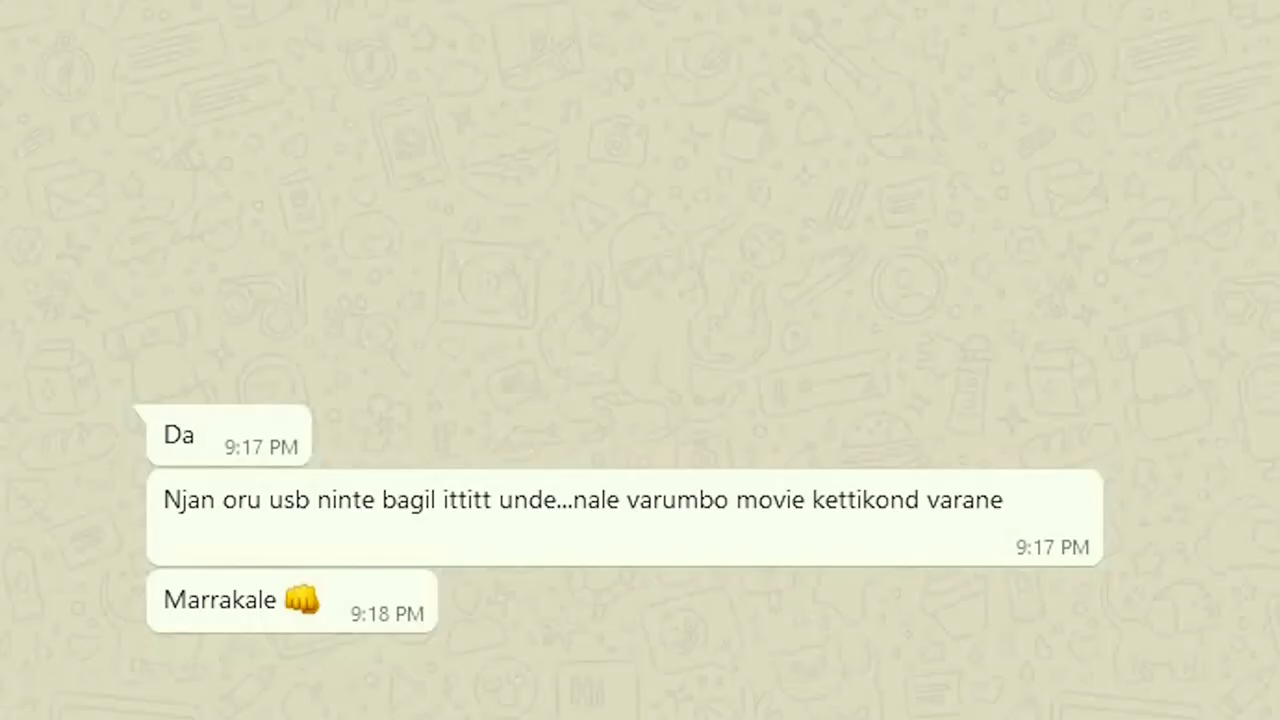 Da 9:17 PM
Njan oru usb ninte bagil ittitt unde...nale varumbo movie kettikond varane
9:17 PM
Marrakale 👊 9:18 PM